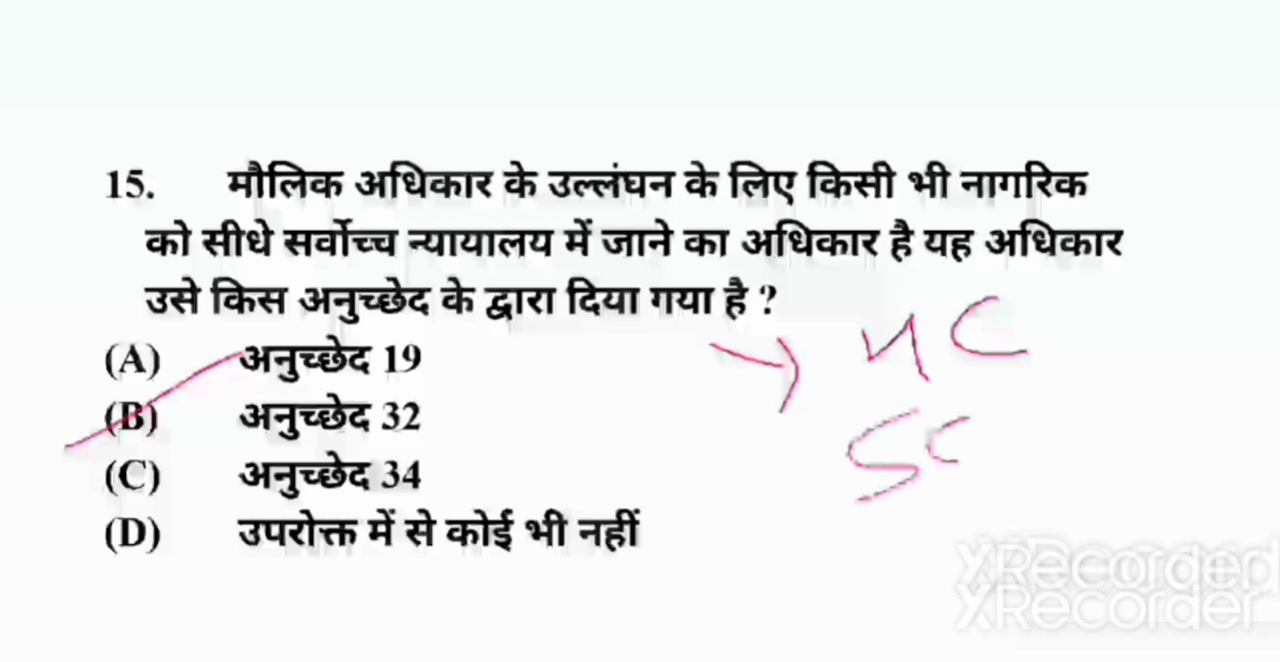 15. मौलिक अधिकार के उल्लंघन के लिए किसी भी नागरिक
को सीधे सर्वोच्च न्यायालय में जाने का अधिकार है यह अधिकार
उसे किस अनुच्छेद के द्वारा दिया गया है ?
(A) अनुच्छेद 19
(B) अनुच्छेद 32
(C) अनुच्छेद 34
(D) उपरोक्त में से कोई भी नहीं
HC
SC
XRecorded
XRecorder